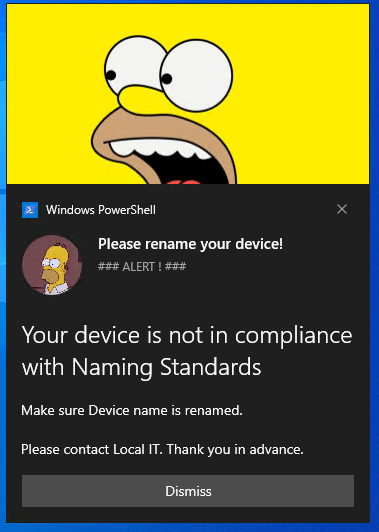 Windows PowerShell
Please rename your device!
### ALERT ! ###
Your device is not in compliance
with Naming Standards
Make sure Device name is renamed.
Please contact Local IT. Thank you in advance.
Dismiss